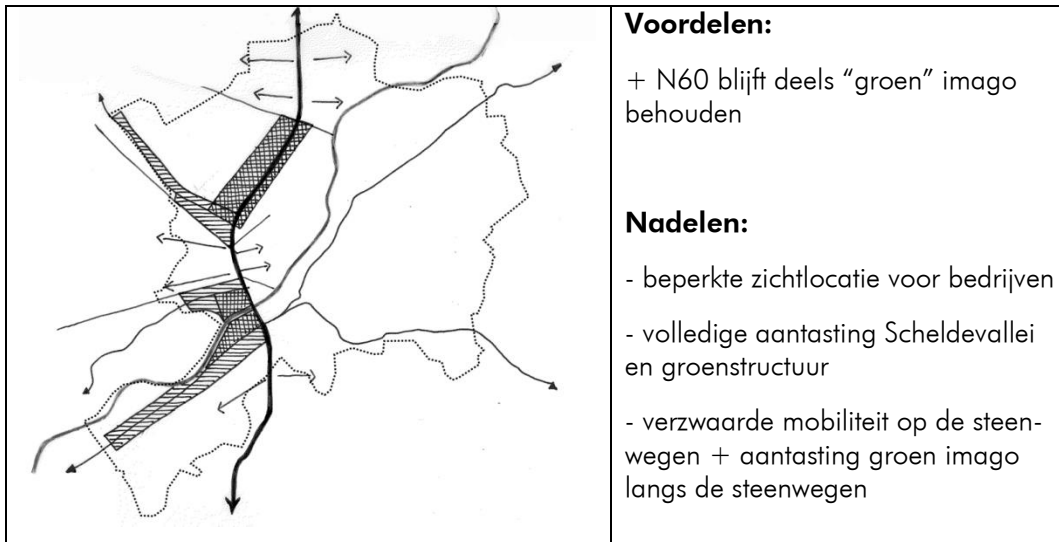 Voordelen:
+ N60 blijft deels “groen” imago
behouden
Nadelen:
- beperkte zichtlocatie voor bedrijven
- volledige aantasting Scheldevallei
en groenstructuur
- verzwaarde mobiliteit op de steen-
wegen + aantasting groen imago
langs de steenwegen